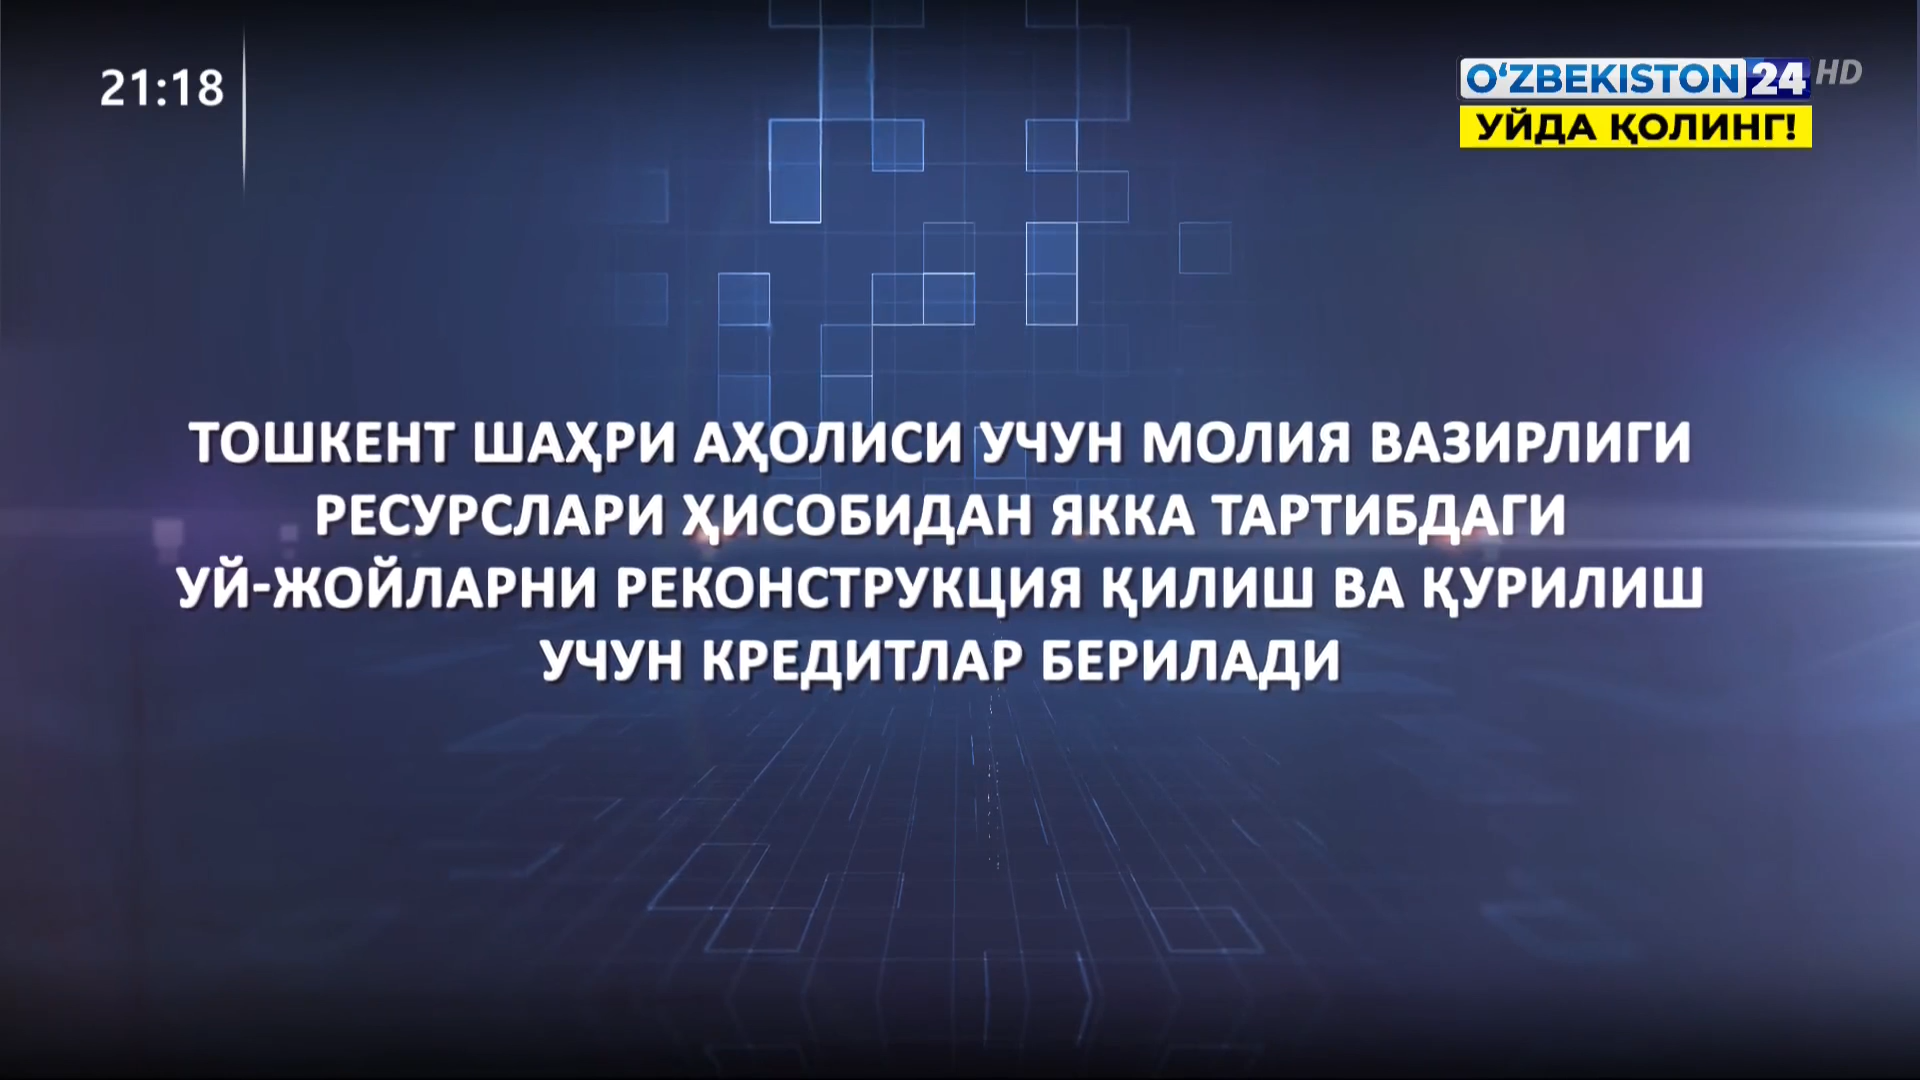 21:18
O‘ZBEKISTON 24 HD
УЙДА ҚОЛИНГ!
ТОШКЕНТ ШАҲРИ АҲОЛИСИ УЧУН МОЛИЯ ВАЗИРЛИГИ
РЕСУРСЛАРИ ҲИСОБИДАН ЯККА ТАРТИБДАГИ
УЙ-ЖОЙЛАРНИ РЕКОНСТРУКЦИЯ ҚИЛИШ ВА ҚУРИЛИШ
УЧУН КРЕДИТЛАР БЕРИЛАДИ